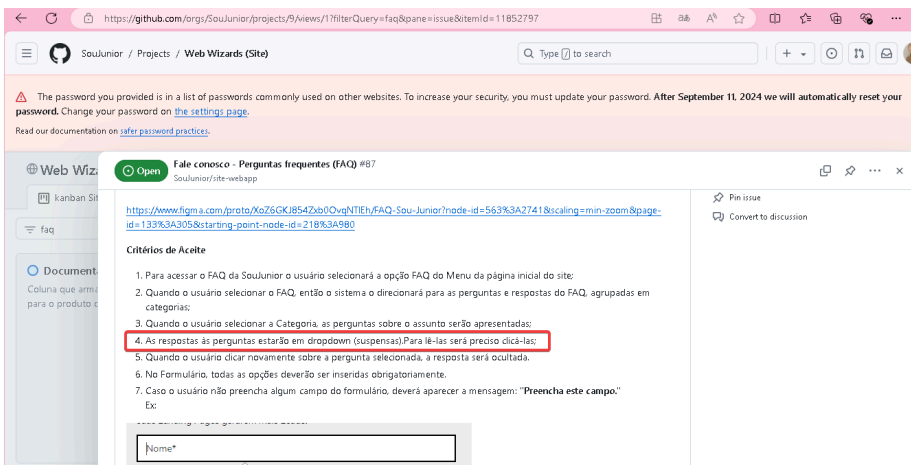 https://github.com/orgs/SouJunior/projects/9/views/1?filterQuery=faq&pane=issue&itemId=11852797
SouJunior / Projects / Web Wizards (Site)
Type / to search
The password you provided is in a list of passwords commonly used on other websites. To increase your security, you must update your password. After September 11, 2024 we will automatically reset your
password. Change your password on the settings page.
Read our documentation on safer password practices.
Web Wiz
kanban Sit
faq
Document
Coluna que arma
para o produto d
Open
Fale conosco - Perguntas frequentes (FAQ) #87
SouJunior/site-webapp
https://www.figma.com/proto/XoZ6GKJ854Zxb0OvqNTlEh/FAQ-Sou-Junior?node-id=563%3A2741&scaling=min-zoom&page-
id=133%3A305&starting-point-node-id=218%3A980
Critérios de Aceite
1. Para acessar o FAQ da SouJunior o usuário selecionará a opção FAQ do Menu da página inicial do site;
2. Quando o usuário selecionar o FAQ, então o sistema o direcionará para as perguntas e respostas do FAQ, agrupadas em
categorias;
3. Quando o usuário selecionar a Categoria, as perguntas sobre o assunto serão apresentadas;
4. As respostas às perguntas estarão em dropdown (suspensas).Para lê-las será preciso clicá-las;
5. Quando o usuário clicar novamente sobre a pergunta selecionada, a resposta será ocultada.
6. No Formulário, todas as opções deverão ser inseridas obrigatoriamente.
7. Caso o usuário não preencha algum campo do formulário, deverá aparecer a mensagem: "Preencha este campo."
Ex:
Nome*
Pin issue
Convert to discussion